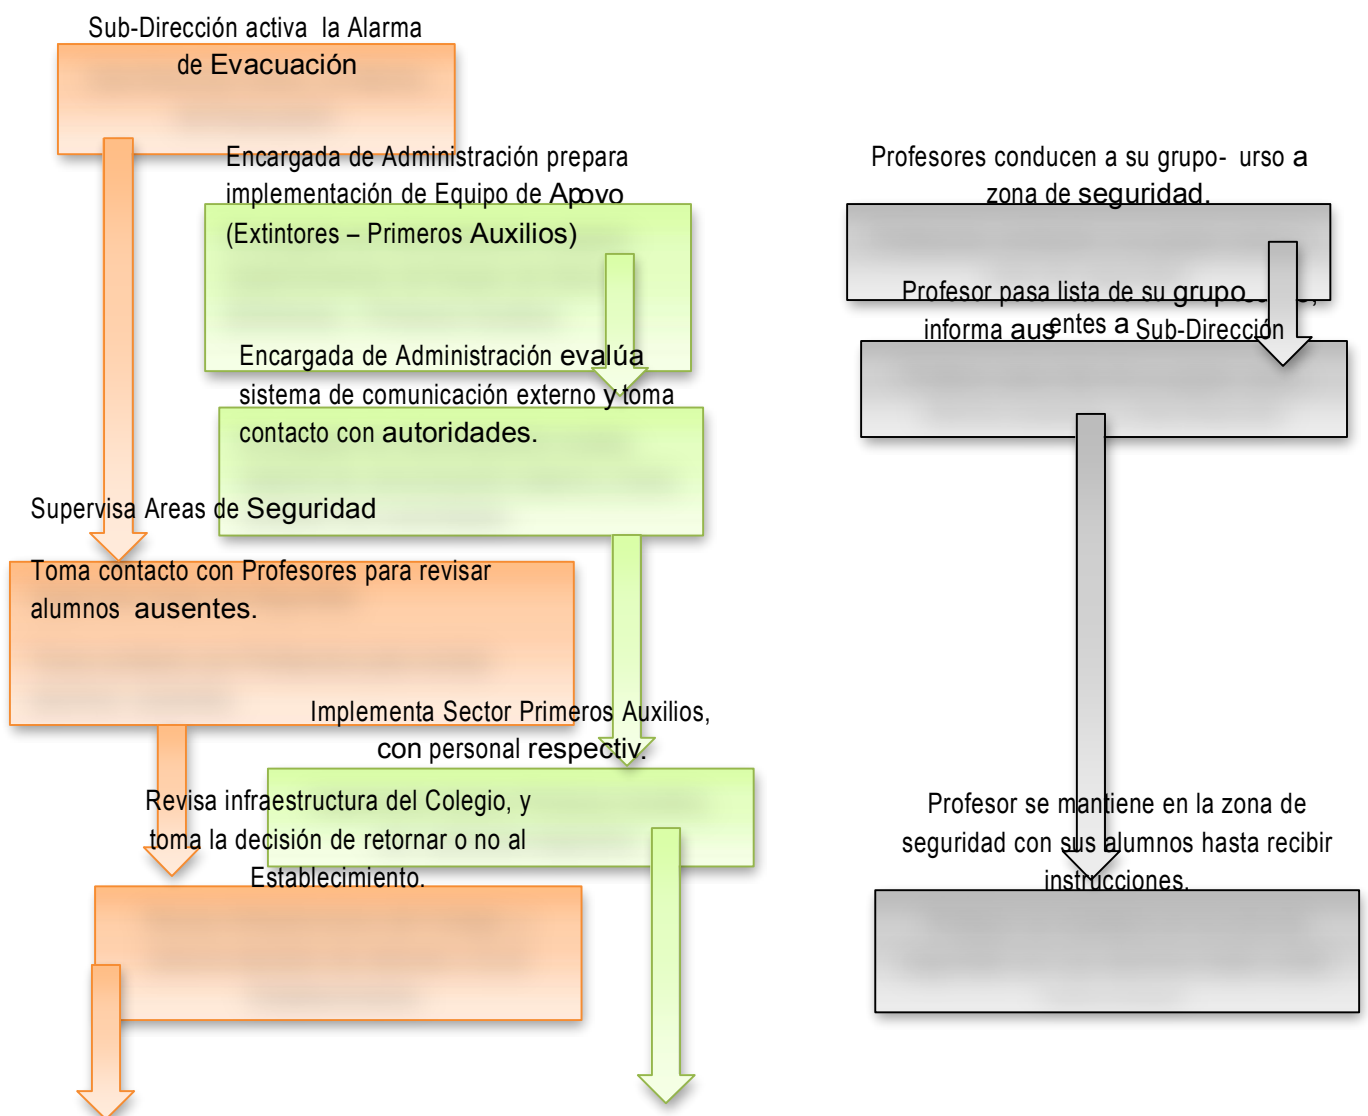 Sub-Dirección activa la Alarma
de Evacuación
Encargada de Administración prepara
implementación de Equipo de Apoyo
(Extintores – Primeros Auxilios)
Encargada de Administración evalúa
sistema de comunicación externo y toma
contacto con autoridades.
Supervisa Areas de Seguridad
Toma contacto con Profesores para revisar
alumnos ausentes.
Implementa Sector Primeros Auxilios,
con personal respectiv.
Revisa infraestructura del Colegio, y
toma la decisión de retornar o no al
Establecimiento.
Profesores conducen a su grupo- urso a
zona de seguridad.
Profesor pasa lista de su grupo
informa ausentes a Sub-Dirección
Profesor se mantiene en la zona de
seguridad con sus alumnos hasta recibir
instrucciones.